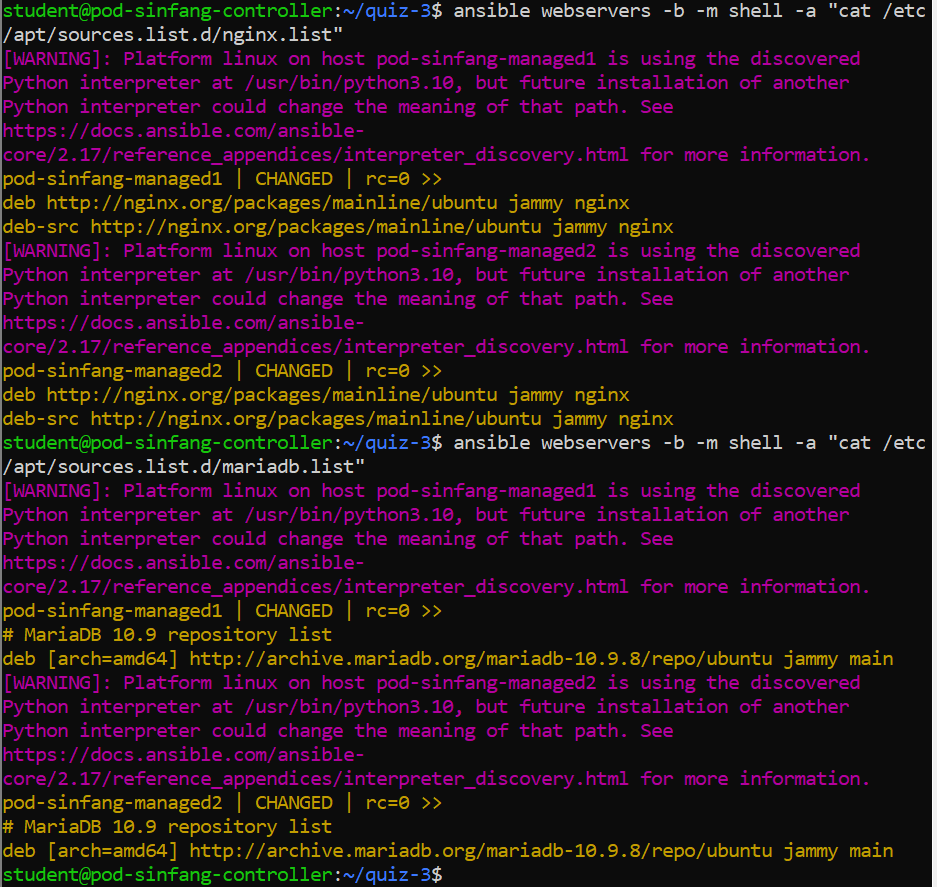 student@pod-sinfang-controller:~/quiz-3$ ansible webservers -b -m shell -a "cat /etc
/apt/sources.list.d/nginx.list"
[WARNING]: Platform linux on host pod-sinfang-managed1 is using the discovered
Python interpreter at /usr/bin/python3.10, but future installation of another
Python interpreter could change the meaning of that path. See
https://docs.ansible.com/ansible-
core/2.17/reference_appendices/interpreter_discovery.html for more information.
pod-sinfang-managed1 | CHANGED | rc=0 >>
deb http://nginx.org/packages/mainline/ubuntu jammy nginx
deb-src http://nginx.org/packages/mainline/ubuntu jammy nginx
[WARNING]: Platform linux on host pod-sinfang-managed2 is using the discovered
Python interpreter at /usr/bin/python3.10, but future installation of another
Python interpreter could change the meaning of that path. See
https://docs.ansible.com/ansible-
core/2.17/reference_appendices/interpreter_discovery.html for more information.
pod-sinfang-managed2 | CHANGED | rc=0 >>
deb http://nginx.org/packages/mainline/ubuntu jammy nginx
deb-src http://nginx.org/packages/mainline/ubuntu jammy nginx
student@pod-sinfang-controller:~/quiz-3$ ansible webservers -b -m shell -a "cat /etc
/apt/sources.list.d/mariadb.list"
[WARNING]: Platform linux on host pod-sinfang-managed1 is using the discovered
Python interpreter at /usr/bin/python3.10, but future installation of another
Python interpreter could change the meaning of that path. See
https://docs.ansible.com/ansible-
core/2.17/reference_appendices/interpreter_discovery.html for more information.
pod-sinfang-managed1 | CHANGED | rc=0 >>
# MariaDB 10.9 repository list
deb [arch=amd64] http://archive.mariadb.org/mariadb-10.9.8/repo/ubuntu jammy main
[WARNING]: Platform linux on host pod-sinfang-managed2 is using the discovered
Python interpreter at /usr/bin/python3.10, but future installation of another
Python interpreter could change the meaning of that path. See
https://docs.ansible.com/ansible-
core/2.17/reference_appendices/interpreter_discovery.html for more information.
pod-sinfang-managed2 | CHANGED | rc=0 >>
# MariaDB 10.9 repository list
deb [arch=amd64] http://archive.mariadb.org/mariadb-10.9.8/repo/ubuntu jammy main
student@pod-sinfang-controller:~/quiz-3$